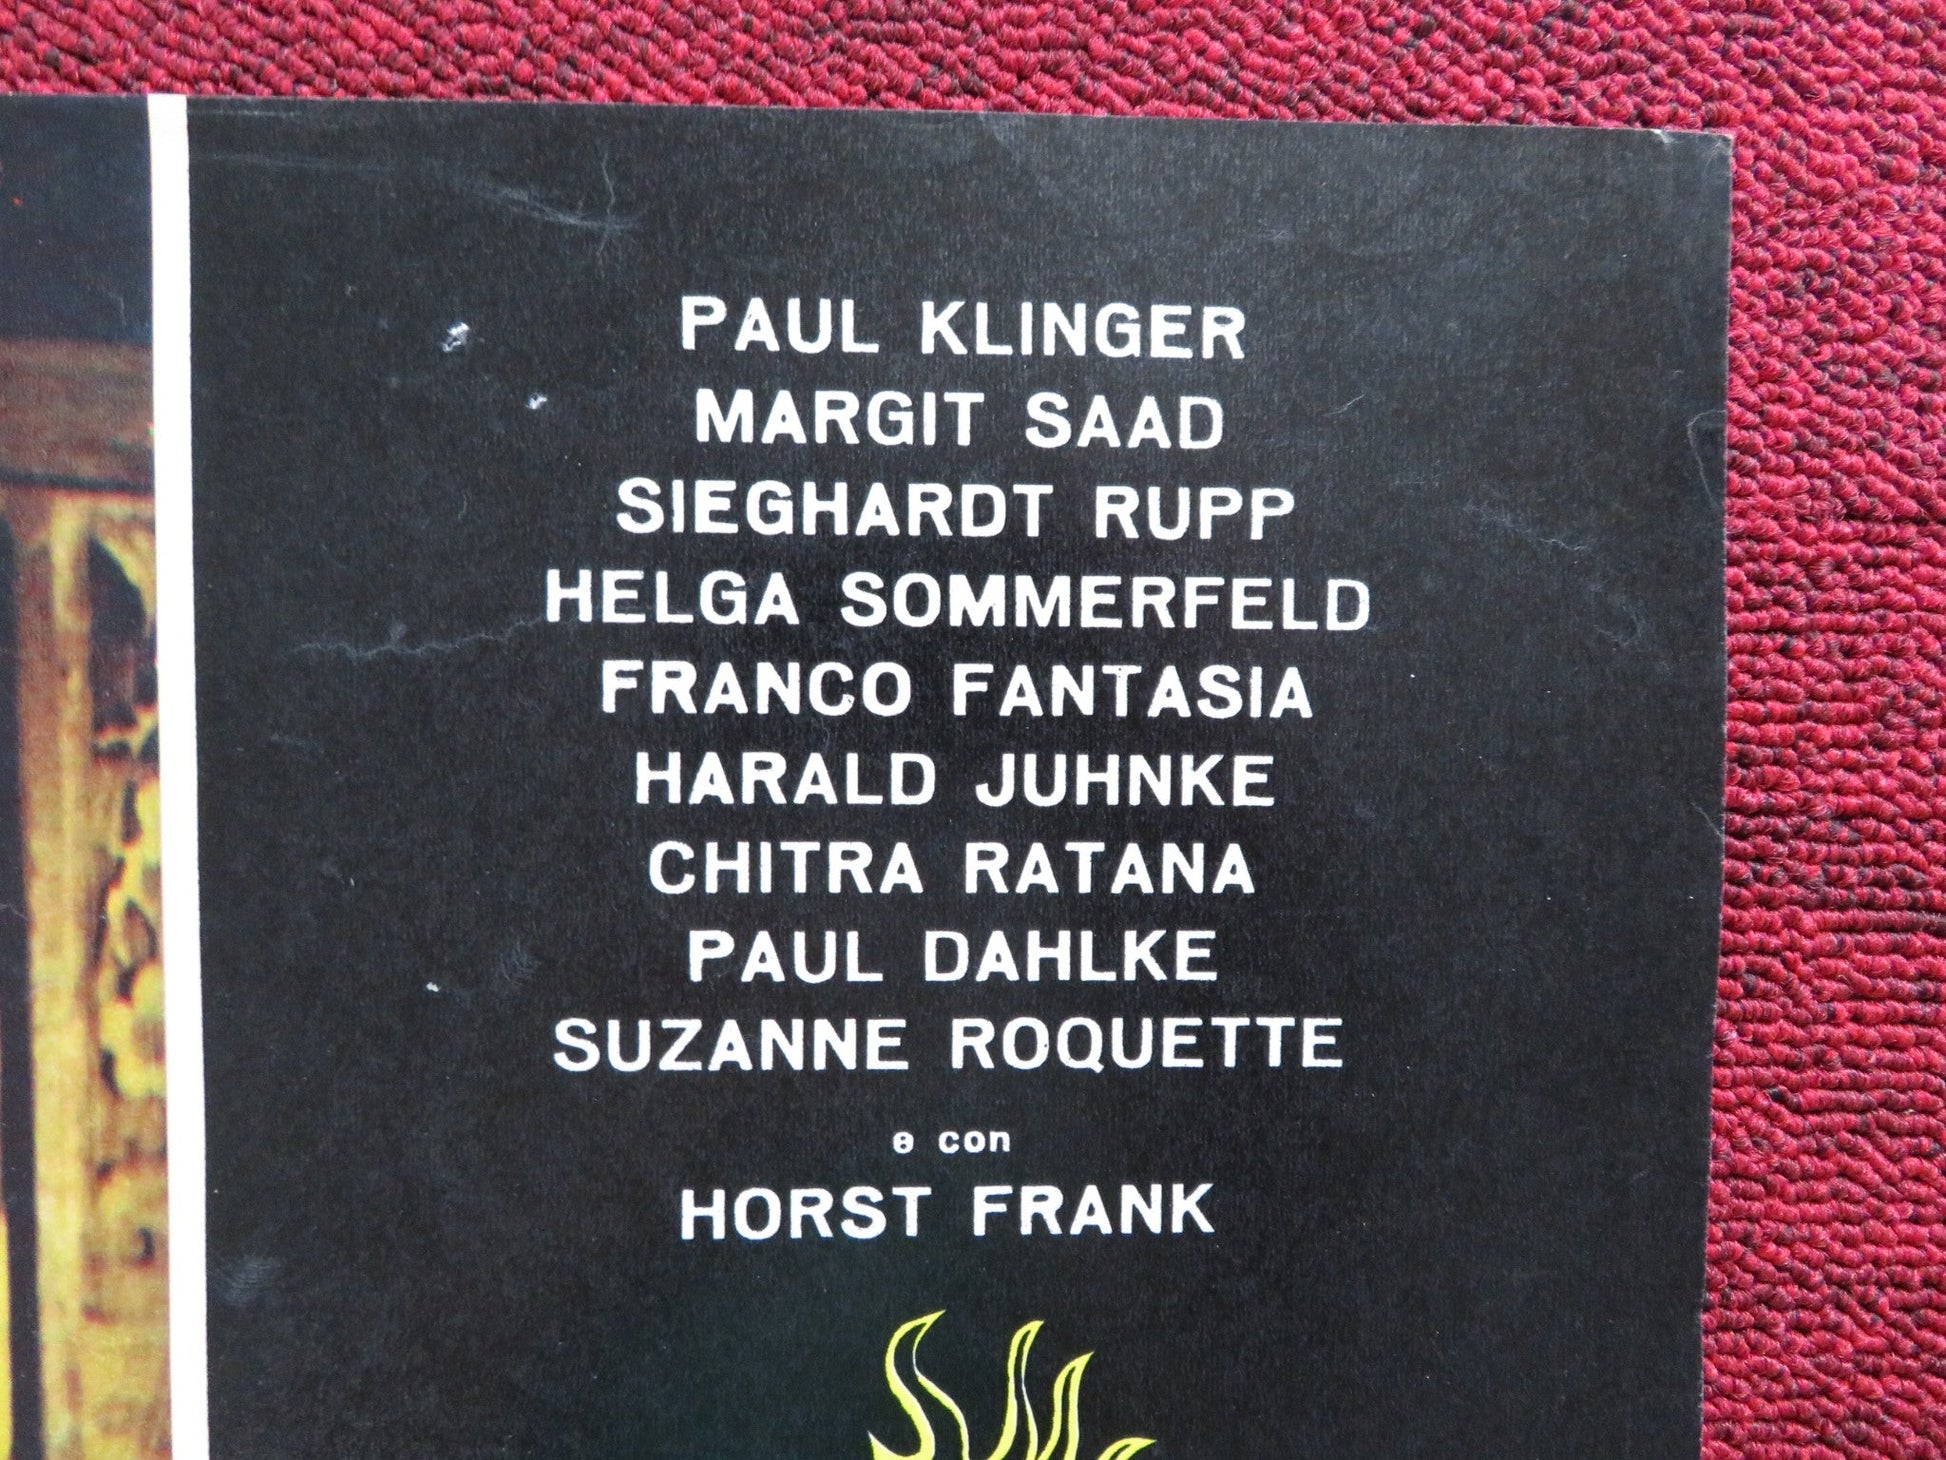 PAUL KLINGER
MARGIT SAAD
SIEGHARDT RUPP
HELGA SOMMERFELD
FRANCO FANTASIA
HARALD JUHNKE
CHITRA RATANA
PAUL DAHLKE
SUZANNE ROQUETTE
e con
HORST FRANK